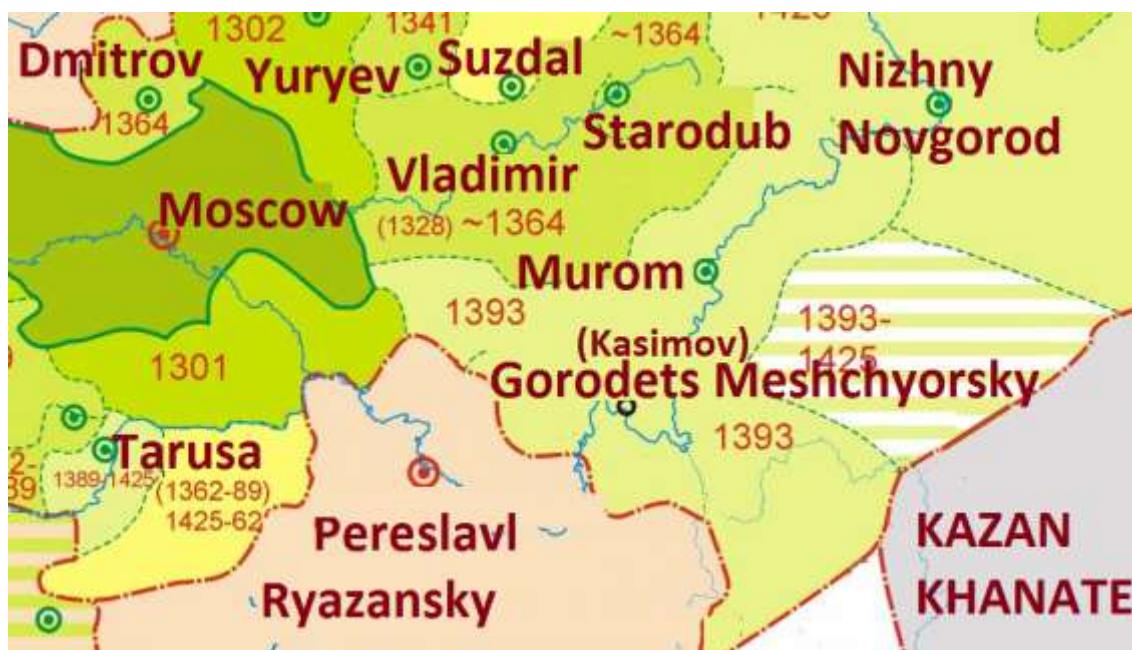 1302
1341
~1364
Dmitrov
Yuryev
Suzdal
Nizhny
Novgorod
1364
Starodub
Vladimir
Moscow
(1328) ~1364
Murom
1393
(Kasimov)
1393-
1425
1301
Gorodets Meshchyorsky
1393
Tarusa
1389-1425
(1362-89)
1425-62
Pereslavl
Ryazansky
KAZAN
KHANATE